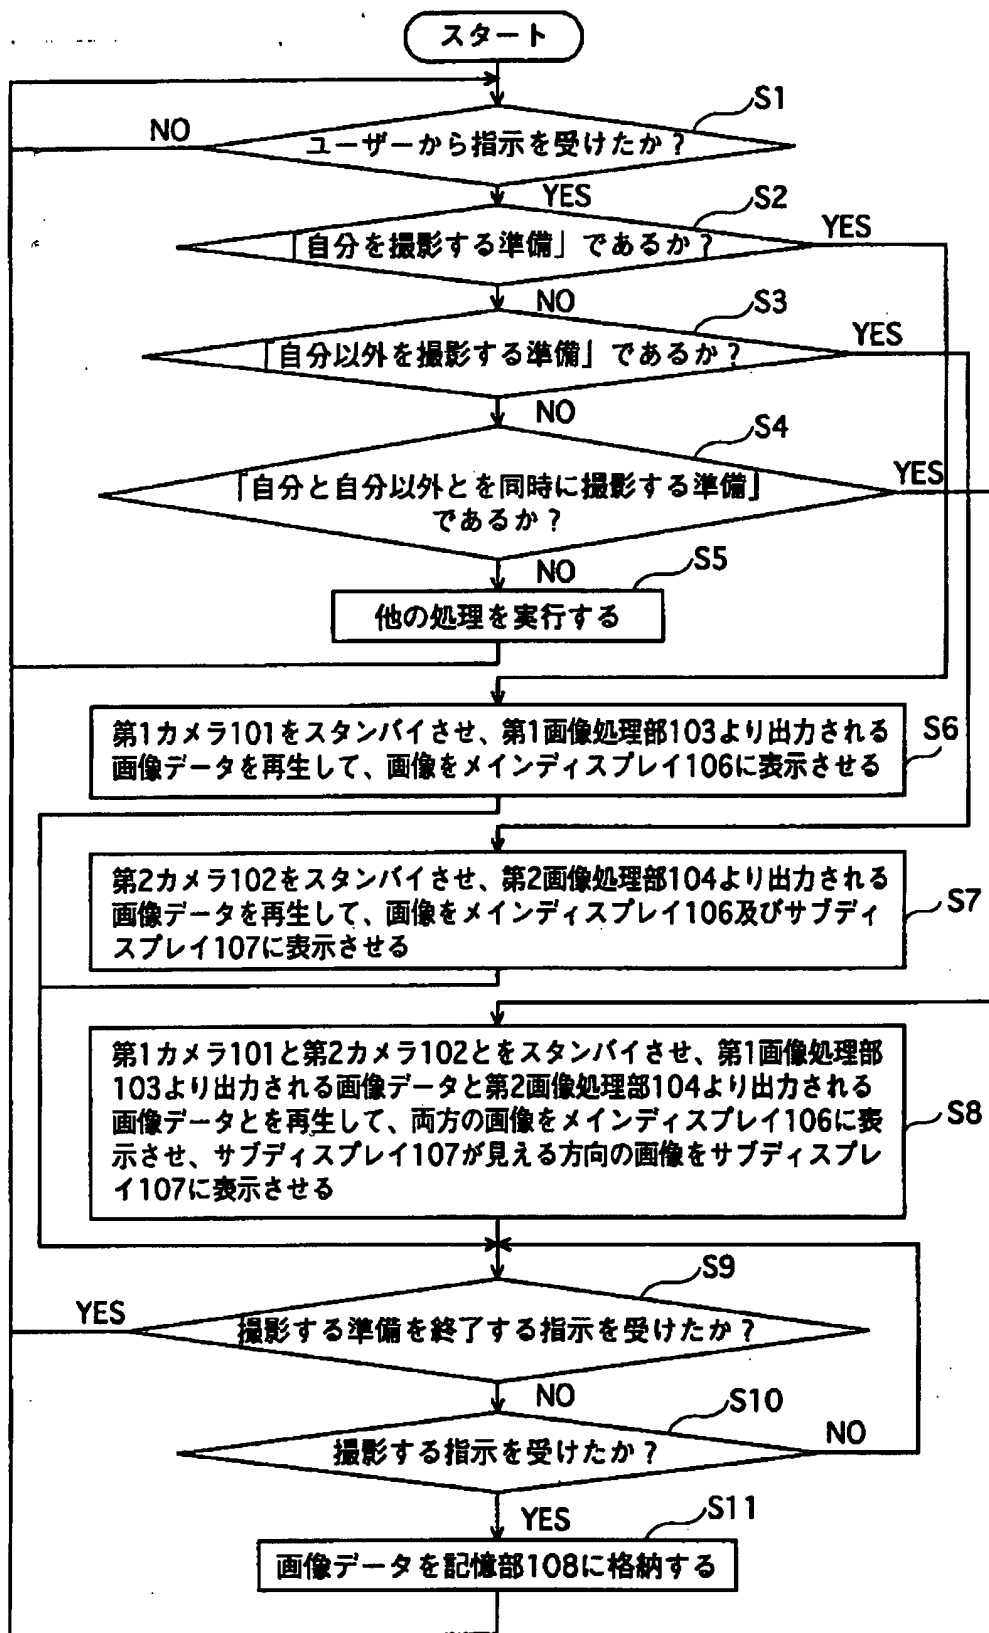 スタート
S1
NO
ユーザーから指示を受けたか？
YES
S2
YES
「自分を撮影する準備」であるか？
NO
S3
YES
「自分以外を撮影する準備」であるか？
NO
S4
YES
「自分と自分以外とを同時に撮影する準備」
であるか？
NO
S5
他の処理を実行する
第1カメラ101をスタンバイさせ、第1画像処理部103より出力される
画像データを再生して、画像をメインディスプレイ106に表示させる
S6
第2カメラ102をスタンバイさせ、第2画像処理部104より出力される
画像データを再生して、画像をメインディスプレイ106及びサブディ
スプレイ107に表示させる
S7
第1カメラ101と第2カメラ102とをスタンバイさせ、第1画像処理部
103より出力される画像データと第2画像処理部104より出力される
画像データとを再生して、両方の画像をメインディスプレイ106に表
示させ、サブディスプレイ107が見える方向の画像をサブディスプレ
イ107に表示させる
S8
S9
YES
撮影する準備を終了する指示を受けたか？
NO
S10
NO
撮影する指示を受けたか？
YES
S11
画像データを記憶部108に格納する